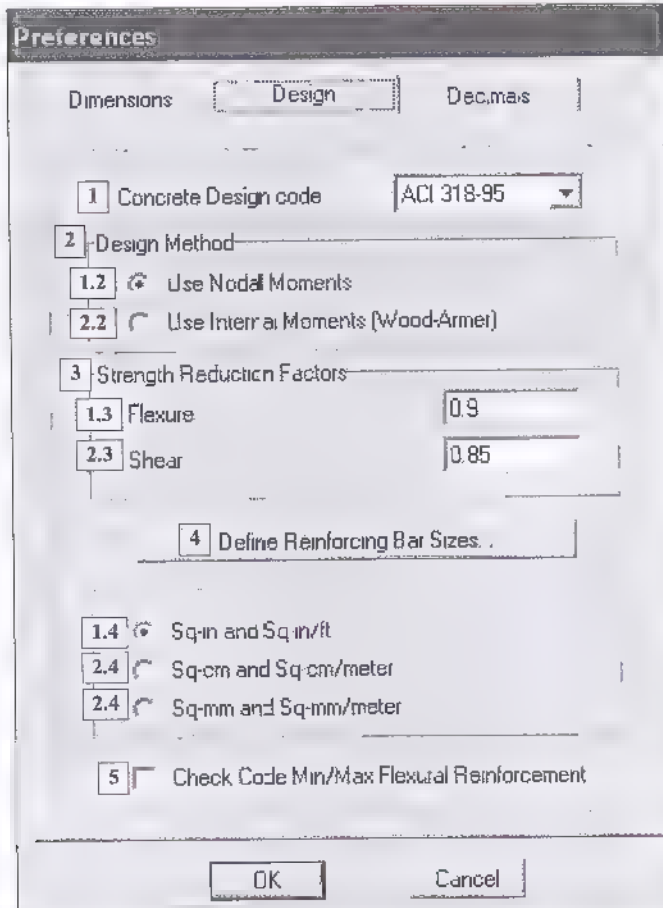 Preferences
Dimensions Design Decimals
1 Concrete Design code ACI 318-95
2 Design Method
1.2 Use Nodal Moments
2.2 Use Internal Moments (Wood-Armer)
3 Strength Reduction Factors
1.3 Flexure 0.9
2.3 Shear 0.85
4 Define Reinforcing Bar Sizes..
1.4 Sq-in and Sq-in/ft
2.4 Sq-cm and Sq-cm/meter
2.4 Sq-mm and Sq-mm/meter
5 Check Code Min/Max Flexural Reinforcement
OK Cancel